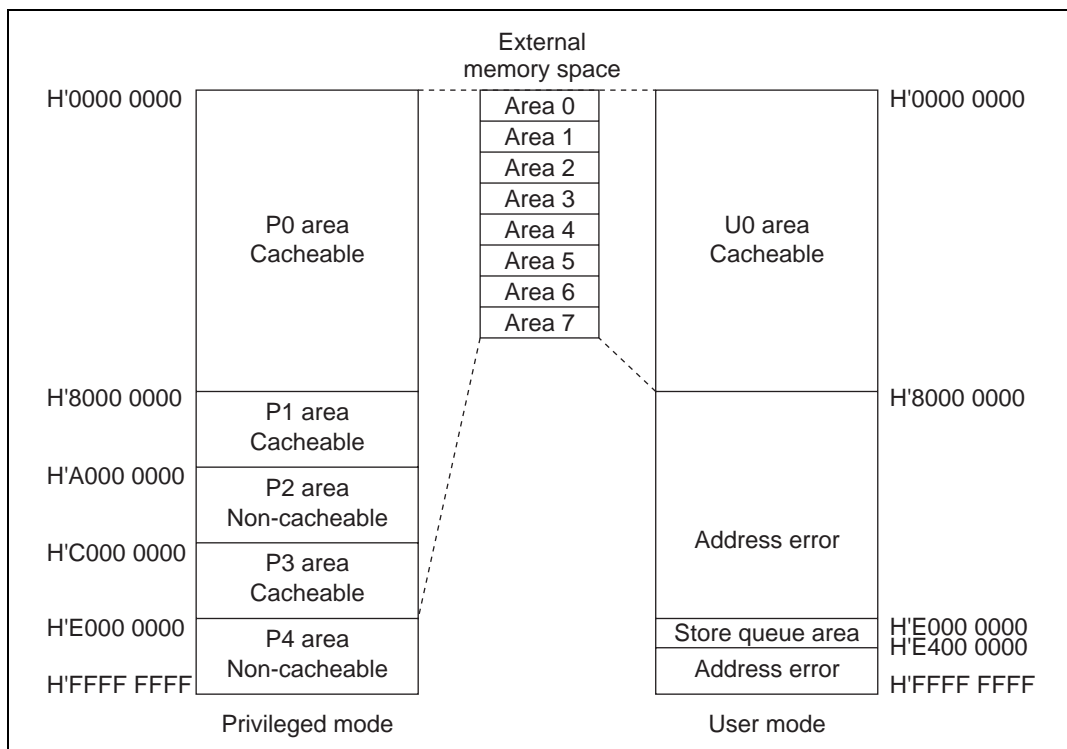 External
memory space
H'0000 0000
Area 0
H'0000 0000
Area 1
Area 2
Area 3
Area 4
Area 5
Area 6
Area 7
P0 area
Cacheable
U0 area
Cacheable
H'8000 0000
H'8000 0000
P1 area
Cacheable
H'A000 0000
P2 area
Non-cacheable
Address error
H'C000 0000
P3 area
Cacheable
H'E000 0000
Store queue area
H'E000 0000
H'E400 0000
P4 area
Non-cacheable
Address error
H'FFFF FFFF
H'FFFF FFFF
Privileged mode
User mode